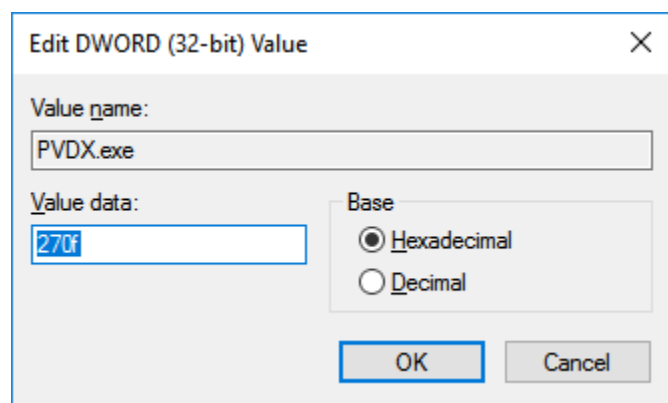 Edit DWORD (32-bit) Value
Value name:
PVDX.exe
Value data:
270f
Base
Hexadecimal
Decimal
OK
Cancel